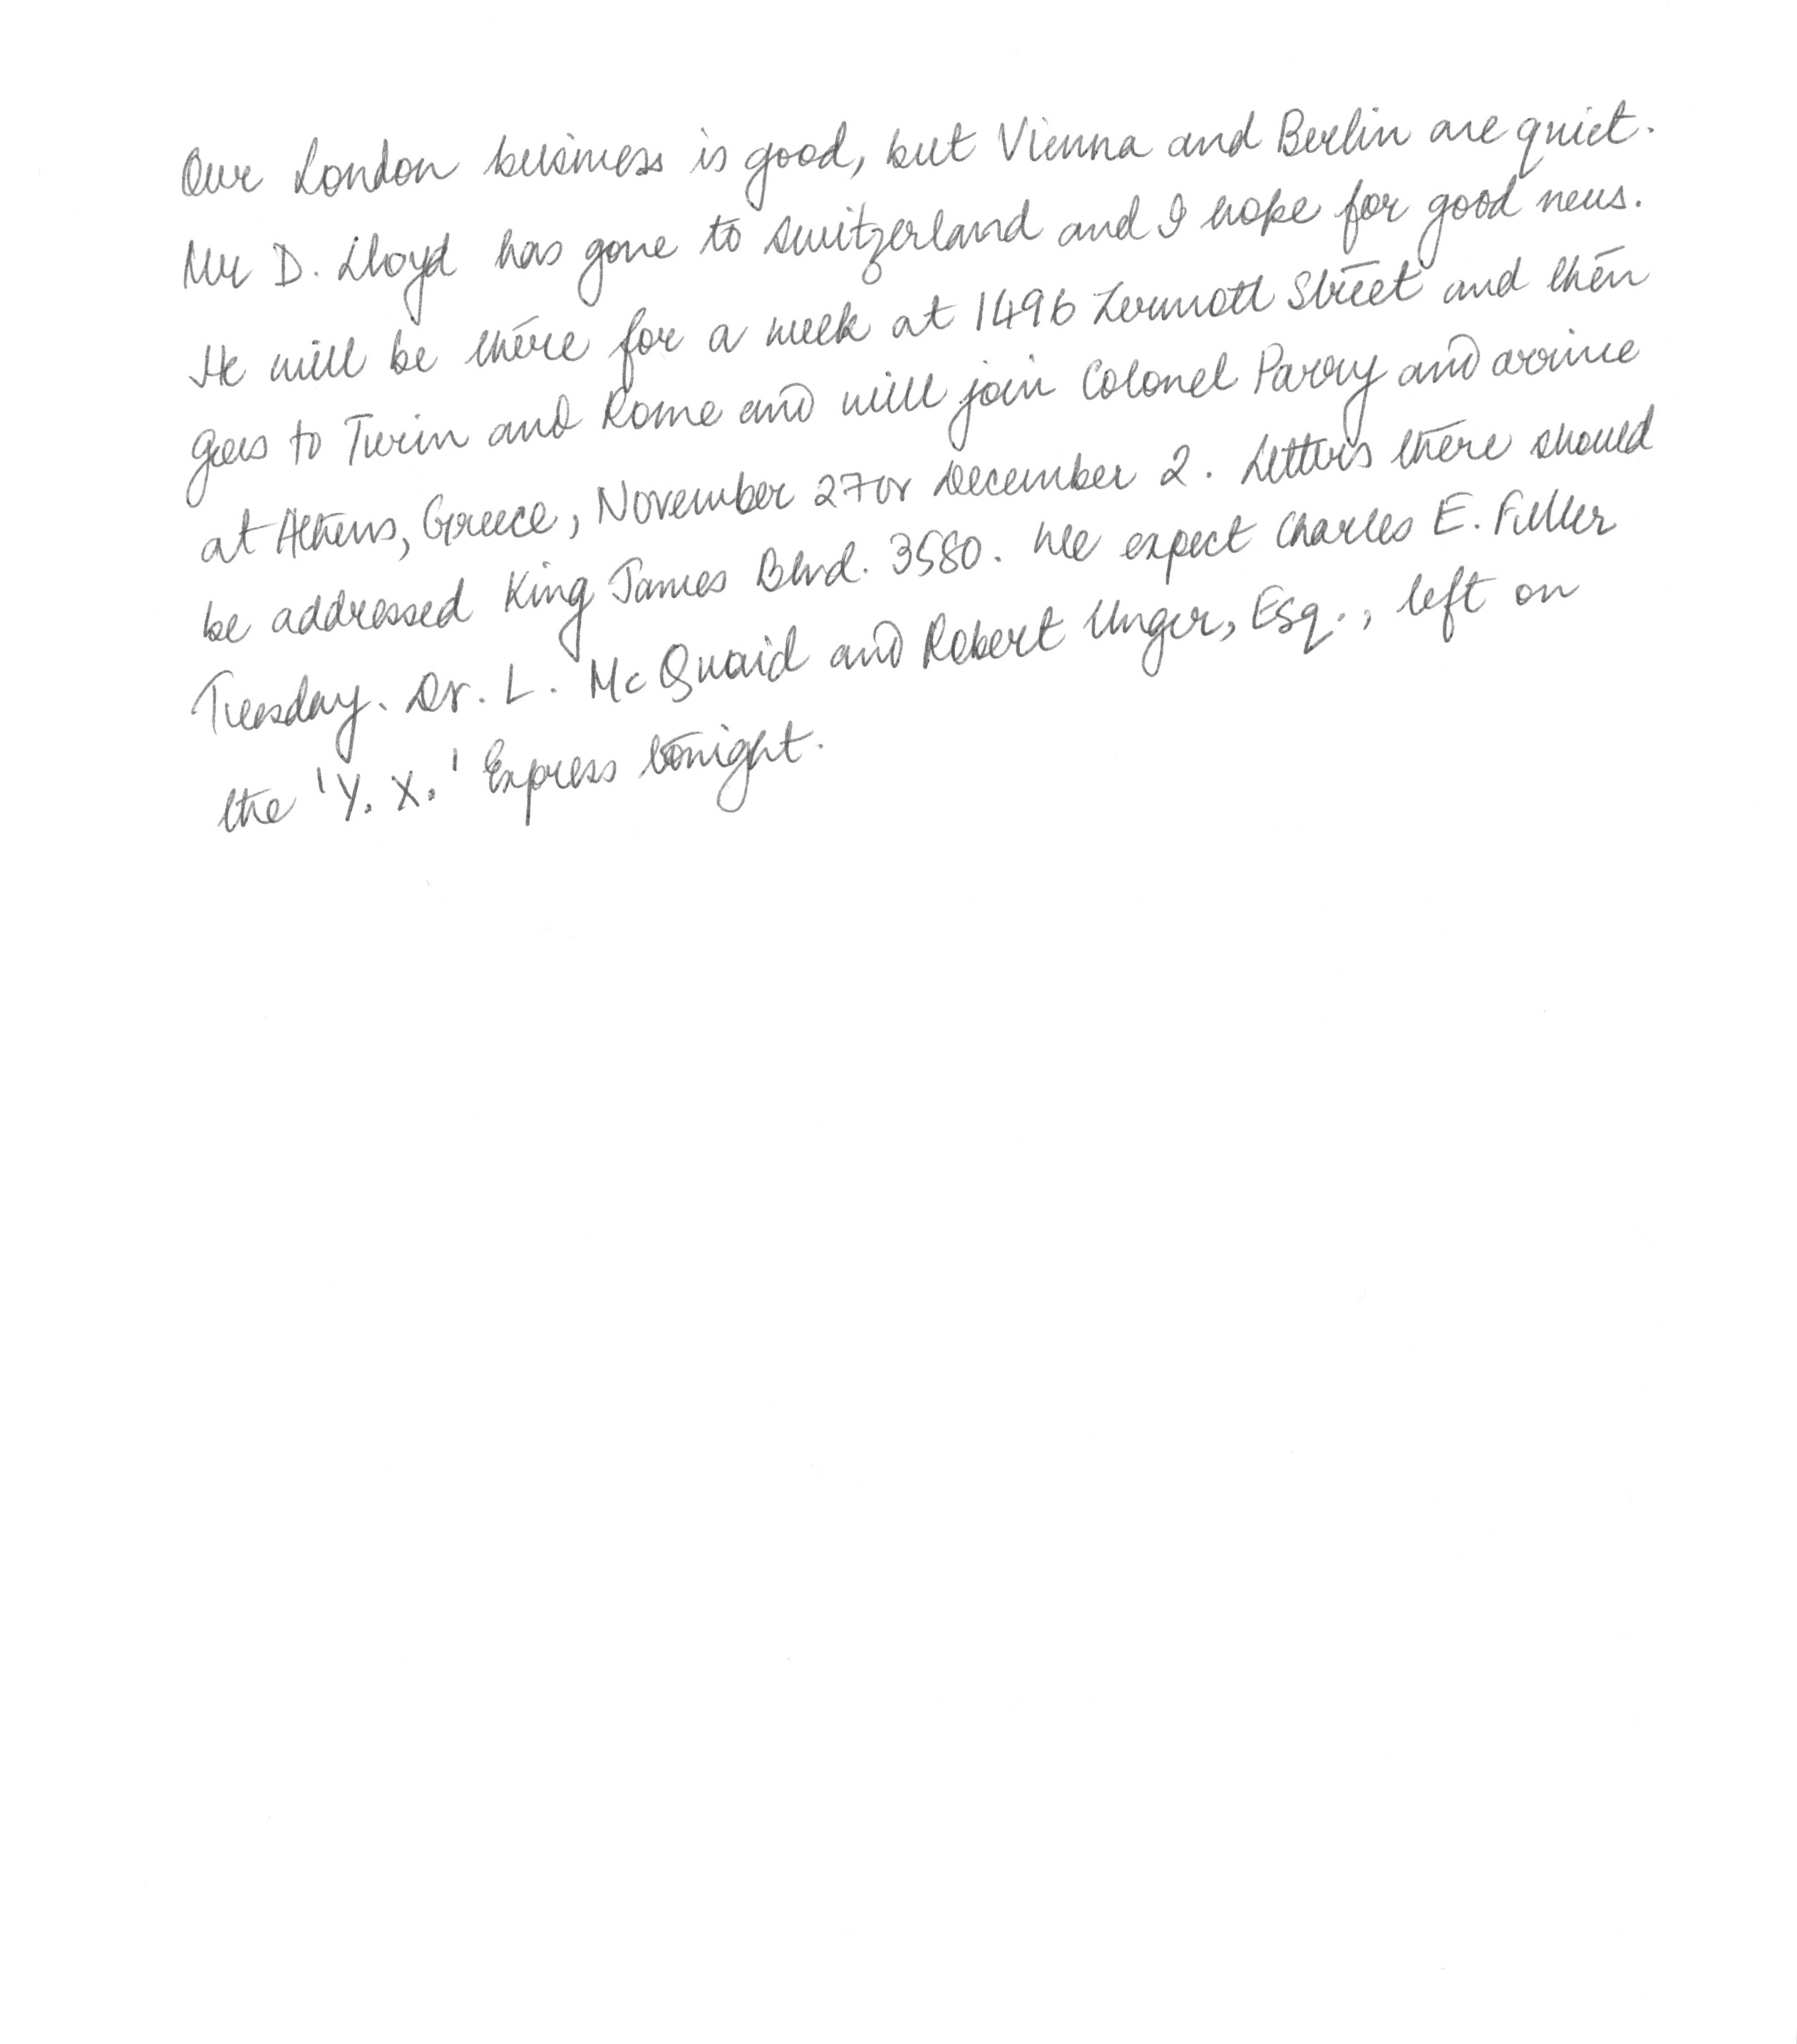 Our London business is good, but Vienna and Berlin are quiet.
Mr D. Lloyd has gone to Switzerland and I hope for good news.
He will be there for a week at 1496 Zermott Street and then
goes to Turin and Rome and will join Colonel Parry and arrive
at Athens, Greece, November 27 or December 2. Letters there should
be addressed King James Blvd. 3580. We expect Charles E. Fuller
Tuesday. Dr. L. McQuaid and Robert Unger, Esq., left on
the 'Y. X.' Express tonight.